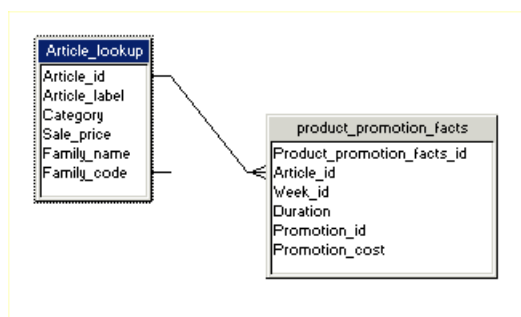 Article_lookup
Article_id
Article_label
Category
Sale_price
Family_name
Family_code
product_promotion_facts
Product_promotion_facts_id
Article_id
Week_id
Duration
Promotion_id
Promotion_cost